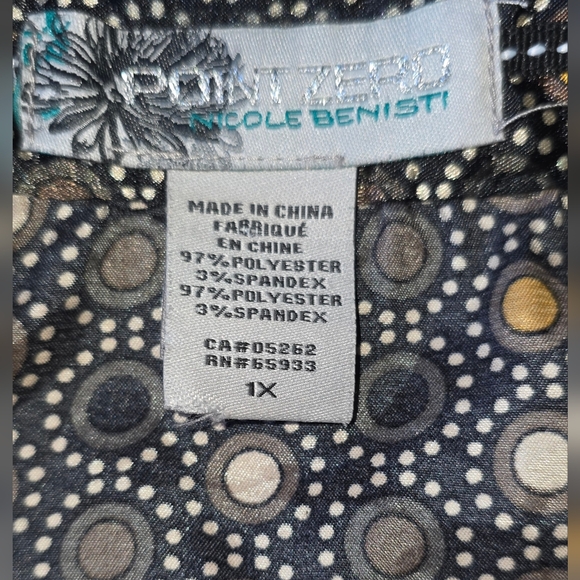 POINT ZERO
NICOLE BENISTI
MADE IN CHINA
FABRIQUÉ
EN CHINE
97%POLYESTER
3%SPANDEX
97%POLYESTER
3%SPANDEX
CA#05262
RN#65933
1X